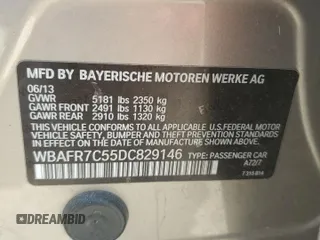 MFD BY BAYERISCHE MOTOREN WERKE AG
06/13
GVWR 5181 lbs 2350 kg
GAWR FRONT 2491 lbs 1130 kg
GAWR REAR 2910 lbs 1320 kg
THIS VEHICLE CONFORMS TO ALL APPLICABLE U.S. FEDERAL MOTOR VEHICLE SAFETY, BUMPER, AND THEFT PREVENTION STANDARDS IN EFFECT ON THE DATE OF MANUFACTURE SHOWN ABOVE.
WBAFR7C55DC829146 TYPE: PASSENGER CAR
A72/7
DREAMBID